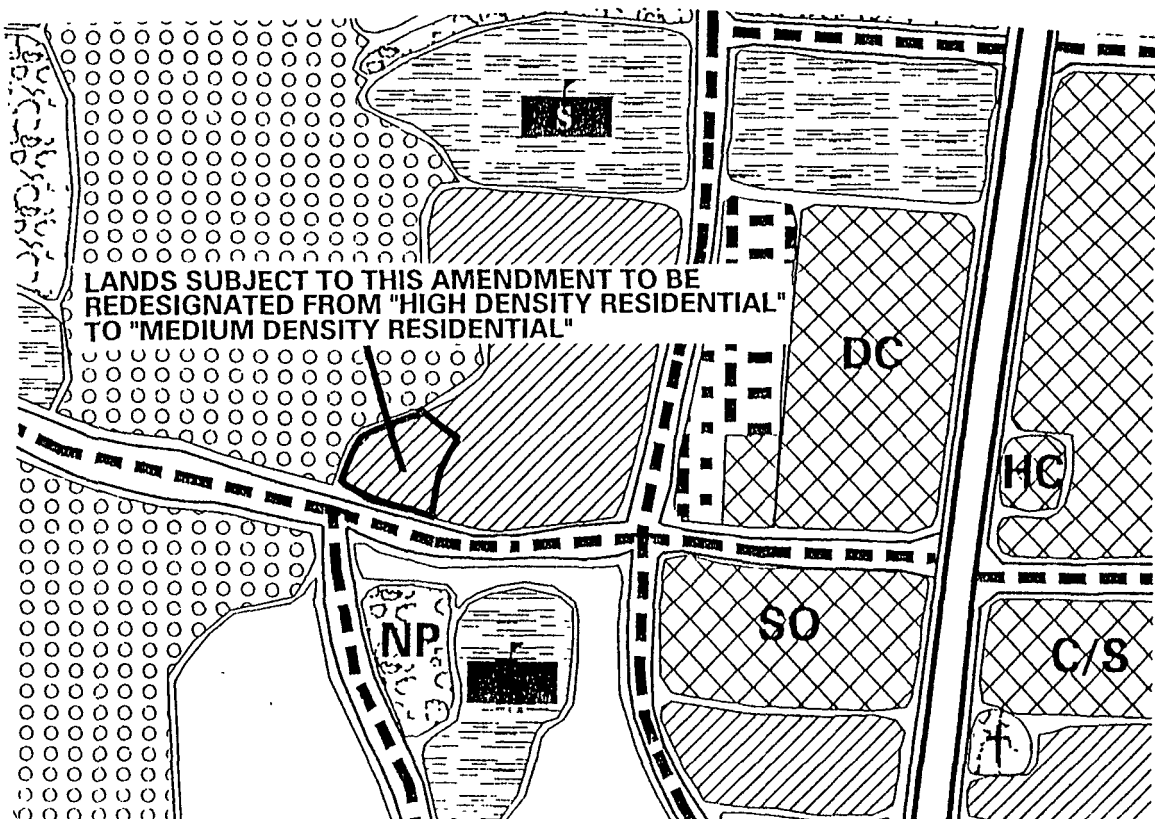 S
LANDS SUBJECT TO THIS AMENDMENT TO BE
REDESIGNATED FROM "HIGH DENSITY RESIDENTIAL"
TO "MEDIUM DENSITY RESIDENTIAL"
DC
HC
NP
SO
C/S